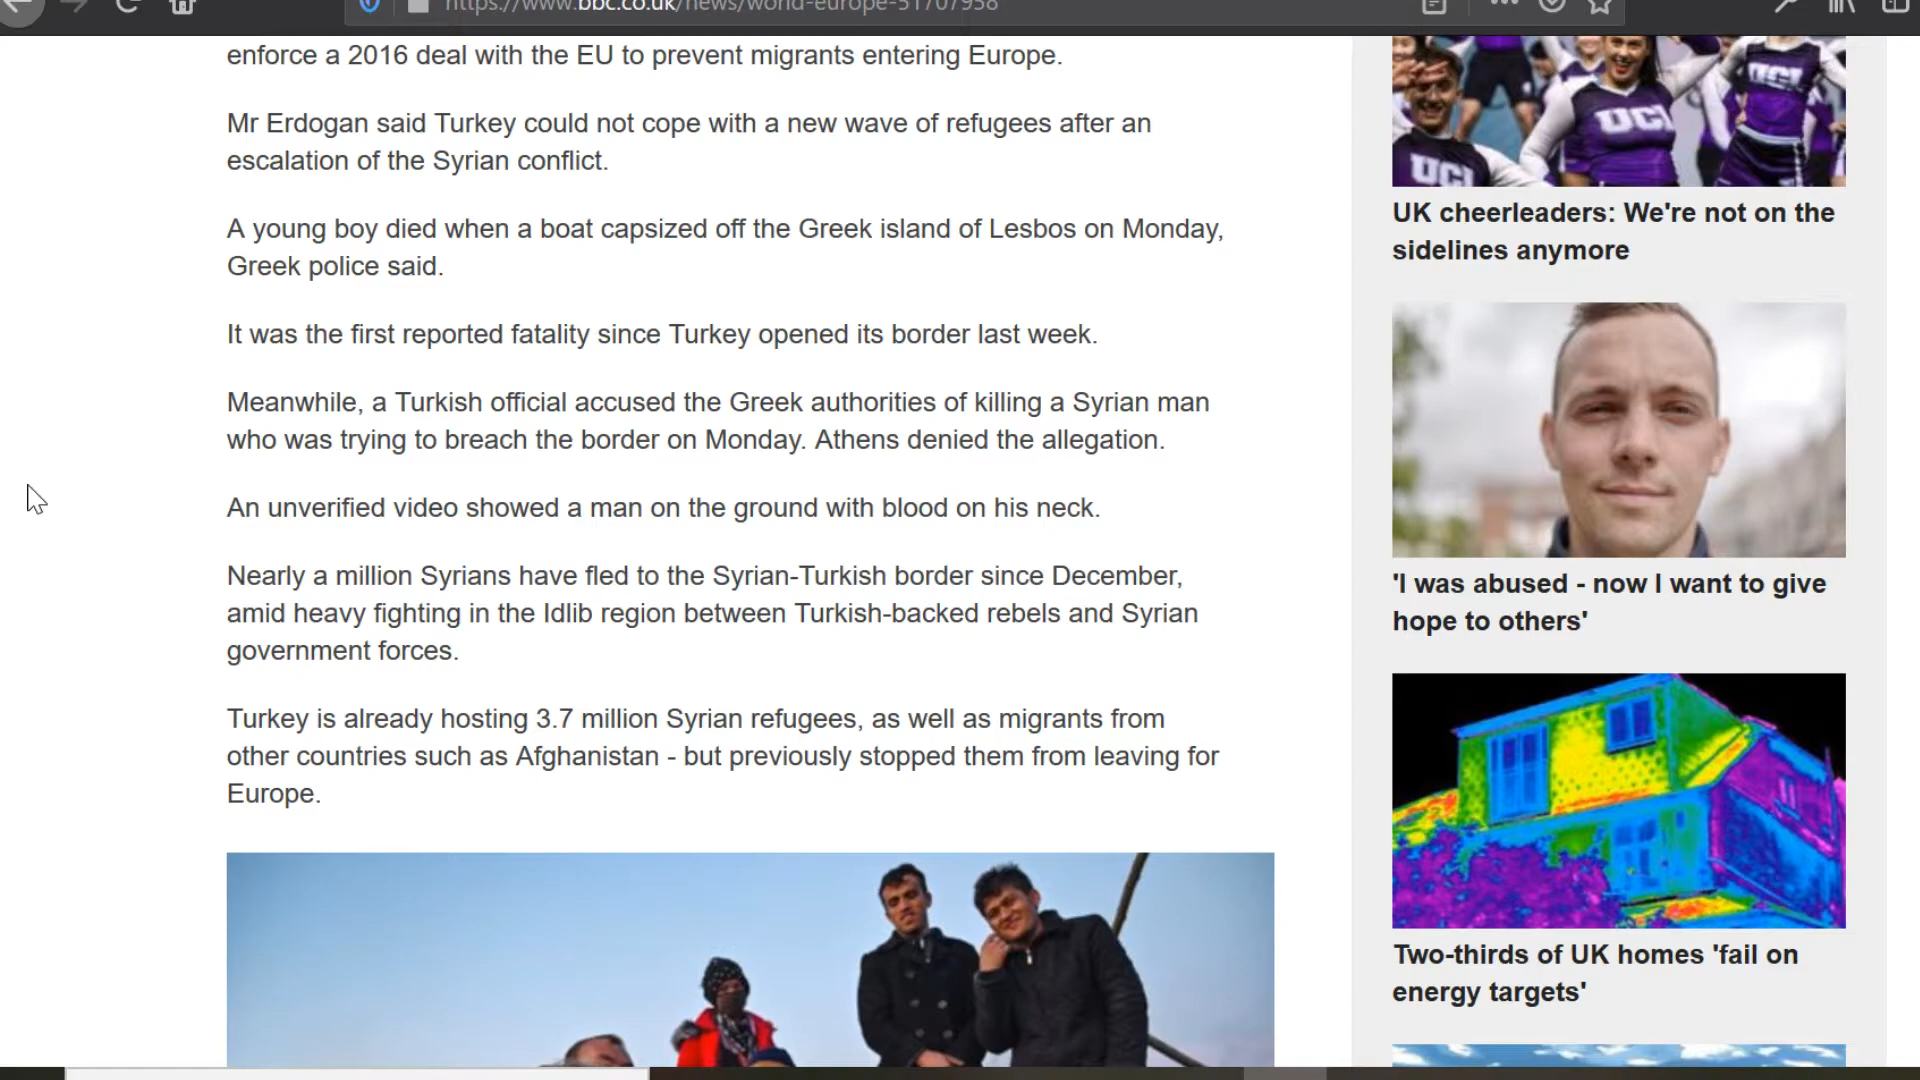 https://www.bbc.co.uk/news/world-europe-51707958
enforce a 2016 deal with the EU to prevent migrants entering Europe.
Mr Erdogan said Turkey could not cope with a new wave of refugees after an
escalation of the Syrian conflict.
A young boy died when a boat capsized off the Greek island of Lesbos on Monday,
Greek police said.
It was the first reported fatality since Turkey opened its border last week.
Meanwhile, a Turkish official accused the Greek authorities of killing a Syrian man
who was trying to breach the border on Monday. Athens denied the allegation.
An unverified video showed a man on the ground with blood on his neck.
Nearly a million Syrians have fled to the Syrian-Turkish border since December,
amid heavy fighting in the Idlib region between Turkish-backed rebels and Syrian
government forces.
Turkey is already hosting 3.7 million Syrian refugees, as well as migrants from
other countries such as Afghanistan - but previously stopped them from leaving for
Europe.
UCL
UCL
UCL
UK cheerleaders: We're not on the
sidelines anymore
'I was abused - now I want to give
hope to others'
Two-thirds of UK homes 'fail on
energy targets'